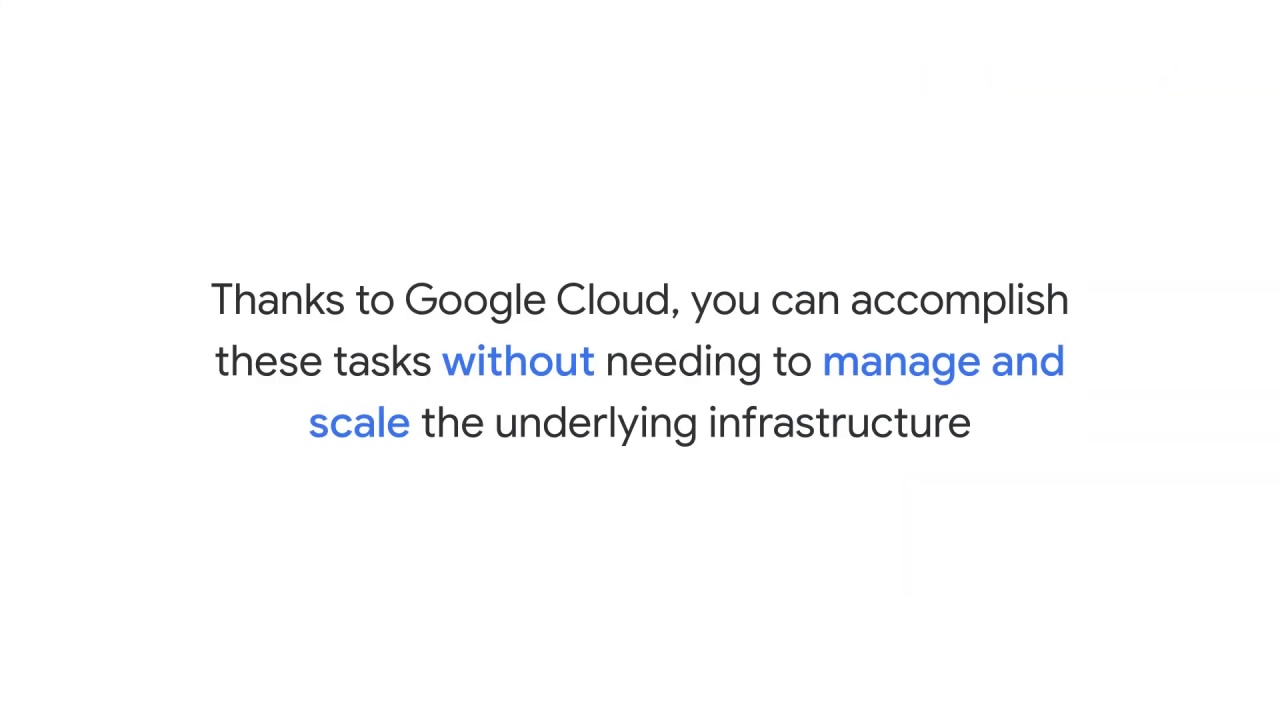 Thanks to Google Cloud, you can accomplish
these tasks without needing to manage and
scale the underlying infrastructure